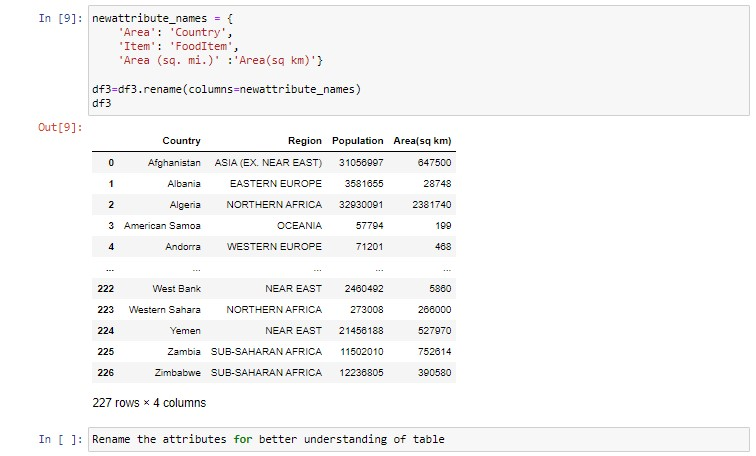 In [9]: newattribute_names = {
'Area': 'Country',
'Item': 'FoodItem',
'Area (sq. mi.)' :'Area(sq km)'}
df3=df3.rename(columns=newattribute_names)
df3
Out[9]:
Country Region Population Area(sq km)
0 Afghanistan ASIA (EX. NEAR EAST) 31056997 647500
1 Albania EASTERN EUROPE 3581655 28748
2 Algeria NORTHERN AFRICA 32930091 2381740
3 American Samoa OCEANIA 57794 199
4 Andorra WESTERN EUROPE 71201 468
... ... ... ... ...
222 West Bank NEAR EAST 2460492 5860
223 Western Sahara NORTHERN AFRICA 273008 266000
224 Yemen NEAR EAST 21456188 527970
225 Zambia SUB-SAHARAN AFRICA 11502010 752614
226 Zimbabwe SUB-SAHARAN AFRICA 12236805 390580
227 rows × 4 columns
In [ ]: Rename the attributes for better understanding of table